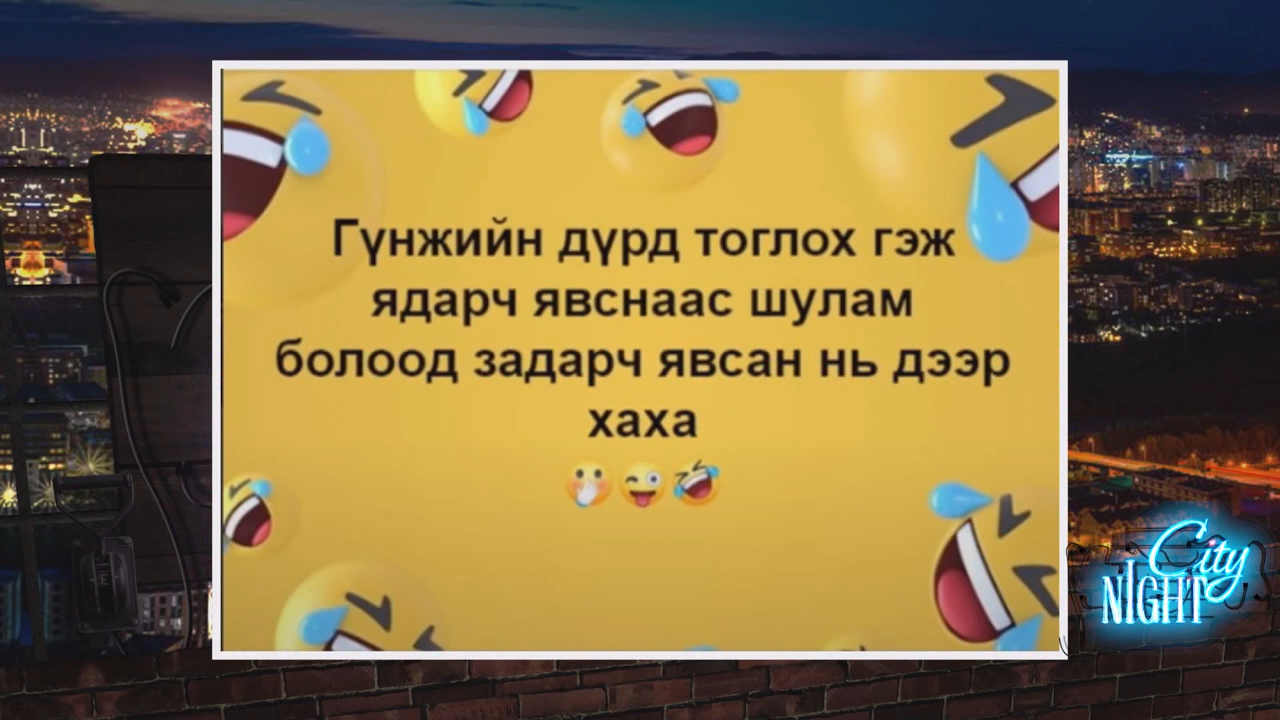 Гүнжийн дүрд тоглох гэж
ядарч явснаас шулам
болоод задарч явсан нь дээр
хаха
City
NIGHT
E